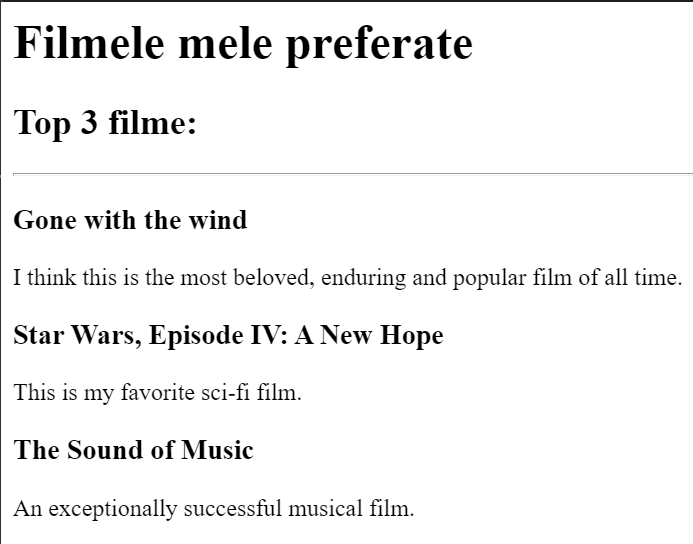 Filmele mele preferate
Top 3 filme:
Gone with the wind
I think this is the most beloved, enduring and popular film of all time.
Star Wars, Episode IV: A New Hope
This is my favorite sci-fi film.
The Sound of Music
An exceptionally successful musical film.